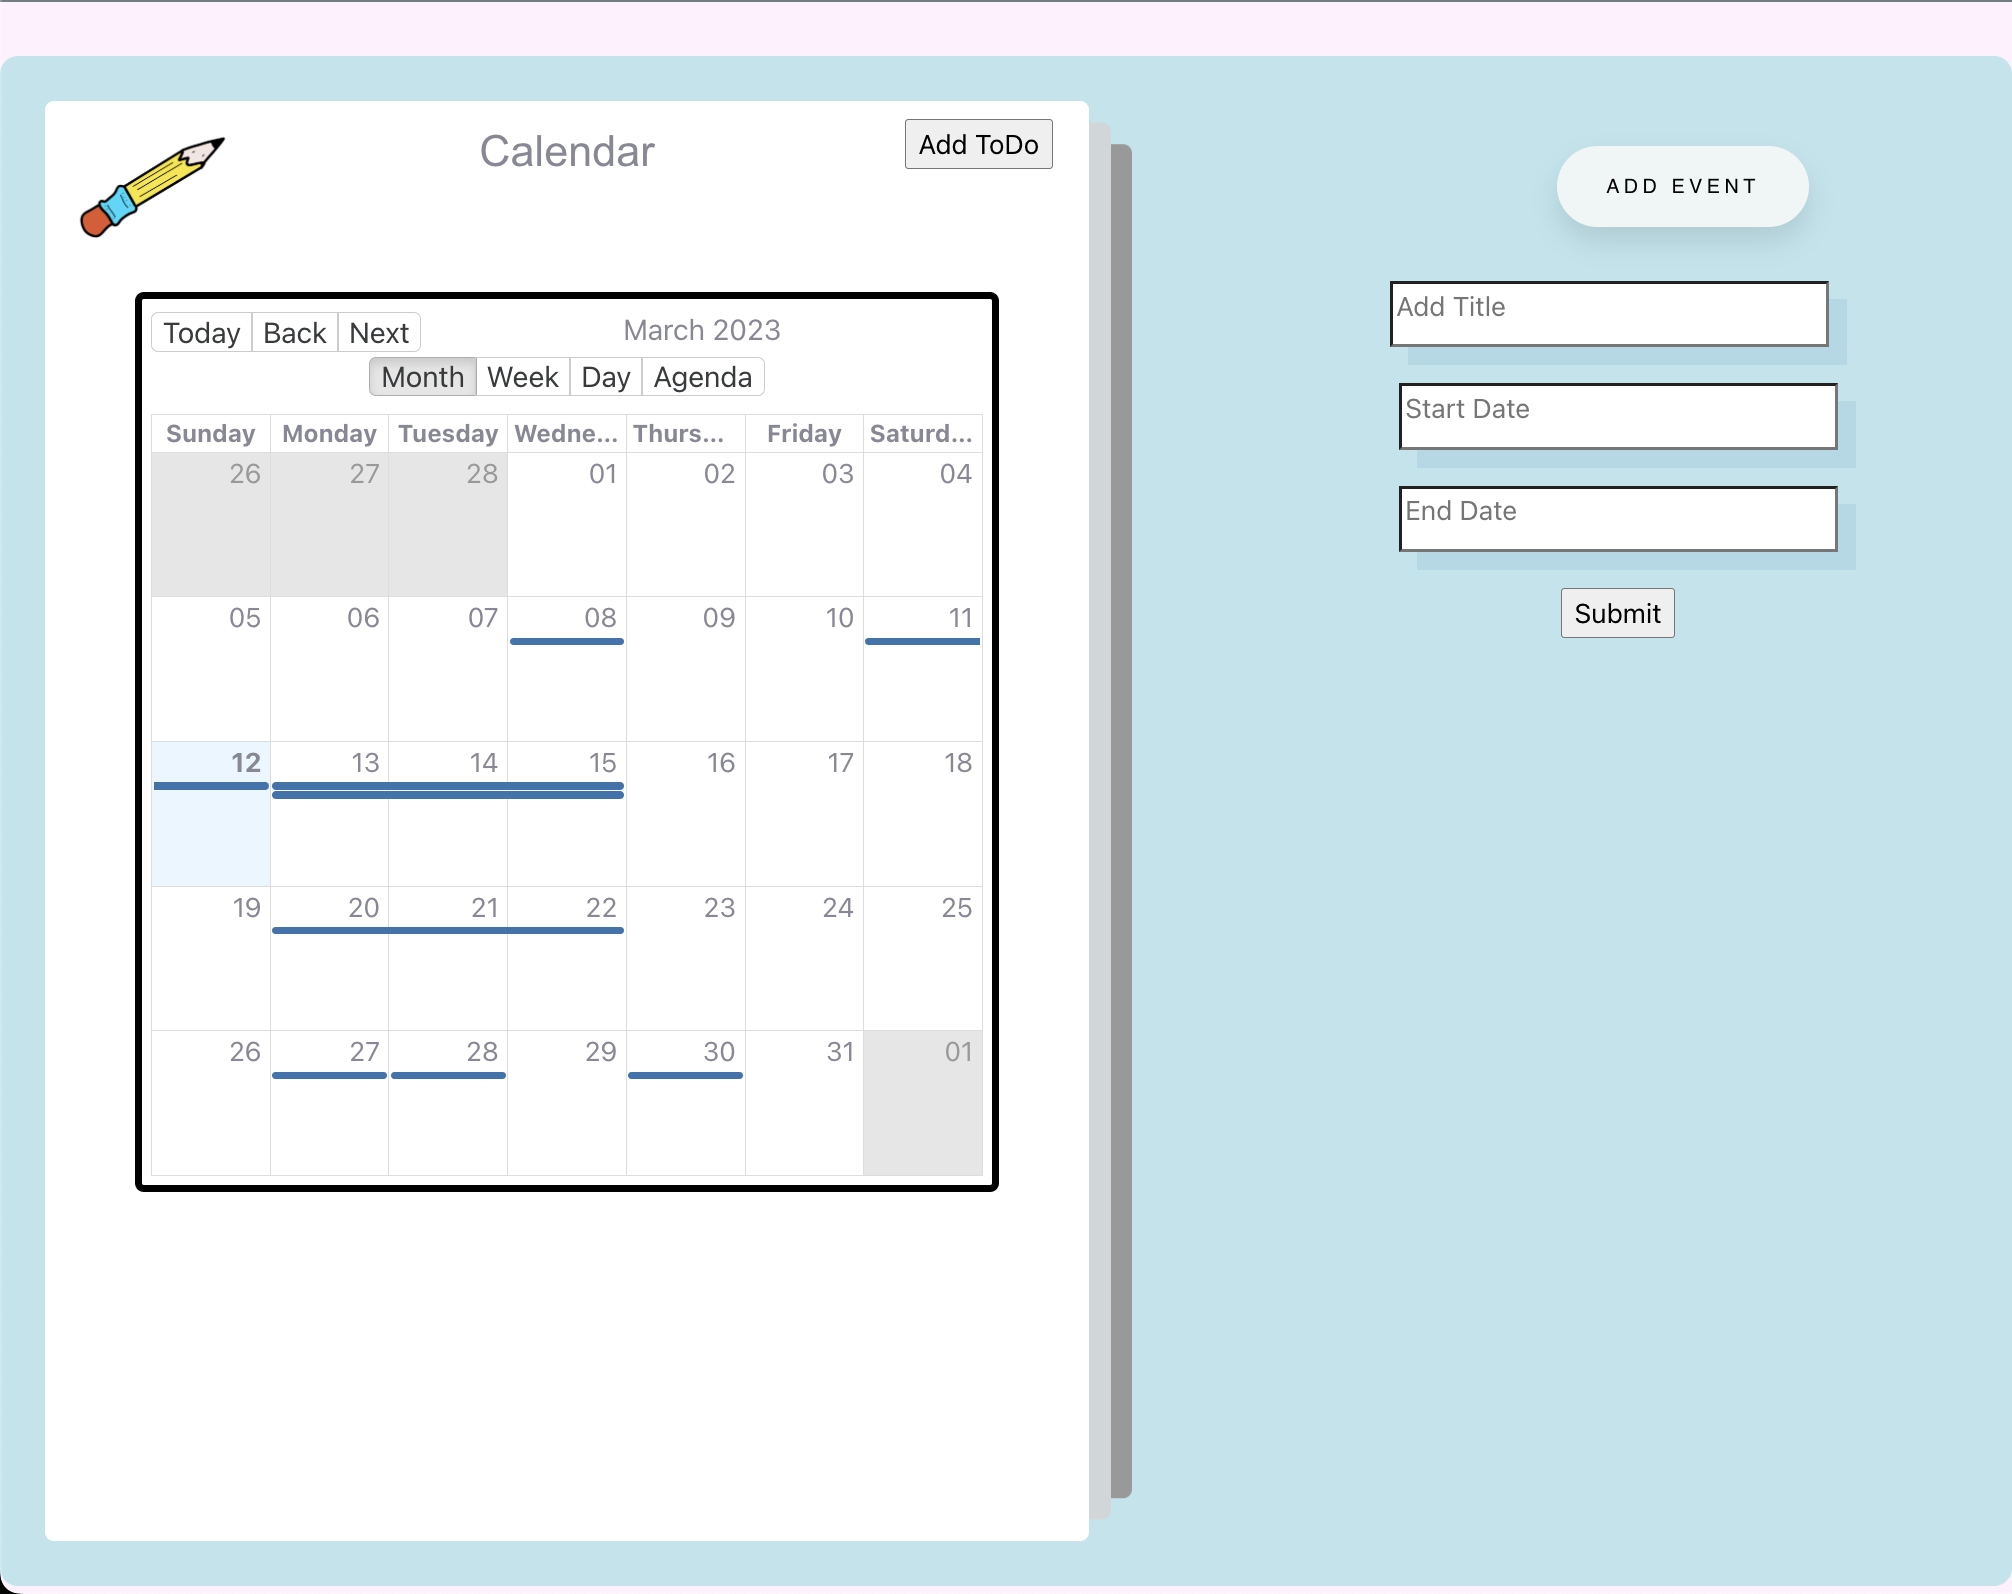 Calendar
Add ToDo
ADD EVENT
Add Title
Start Date
End Date
Submit
Today Back Next
March 2023
Month Week Day Agenda
Sunday Monday Tuesday Wedne... Thurs... Friday Saturd...
26 27 28 01 02 03 04
05 06 07 08 09 10 11
12 13 14 15 16 17 18
19 20 21 22 23 24 25
26 27 28 29 30 31 01